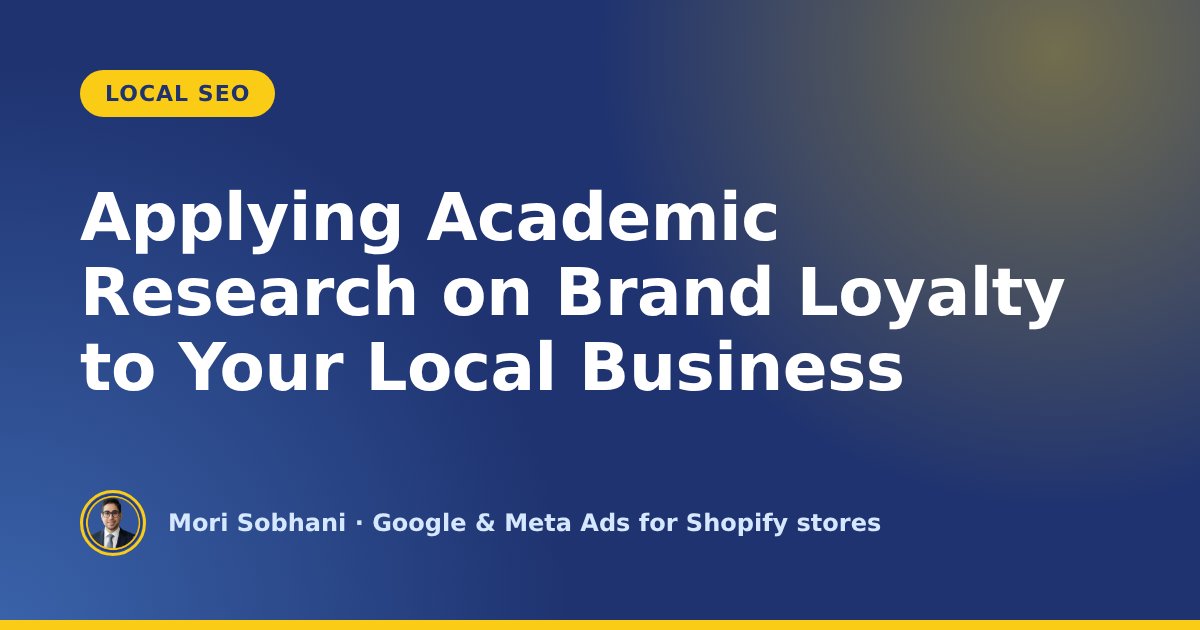 LOCAL SEO
Applying Academic
Research on Brand Loyalty
to Your Local Business
Mori Sobhani · Google & Meta Ads for Shopify stores